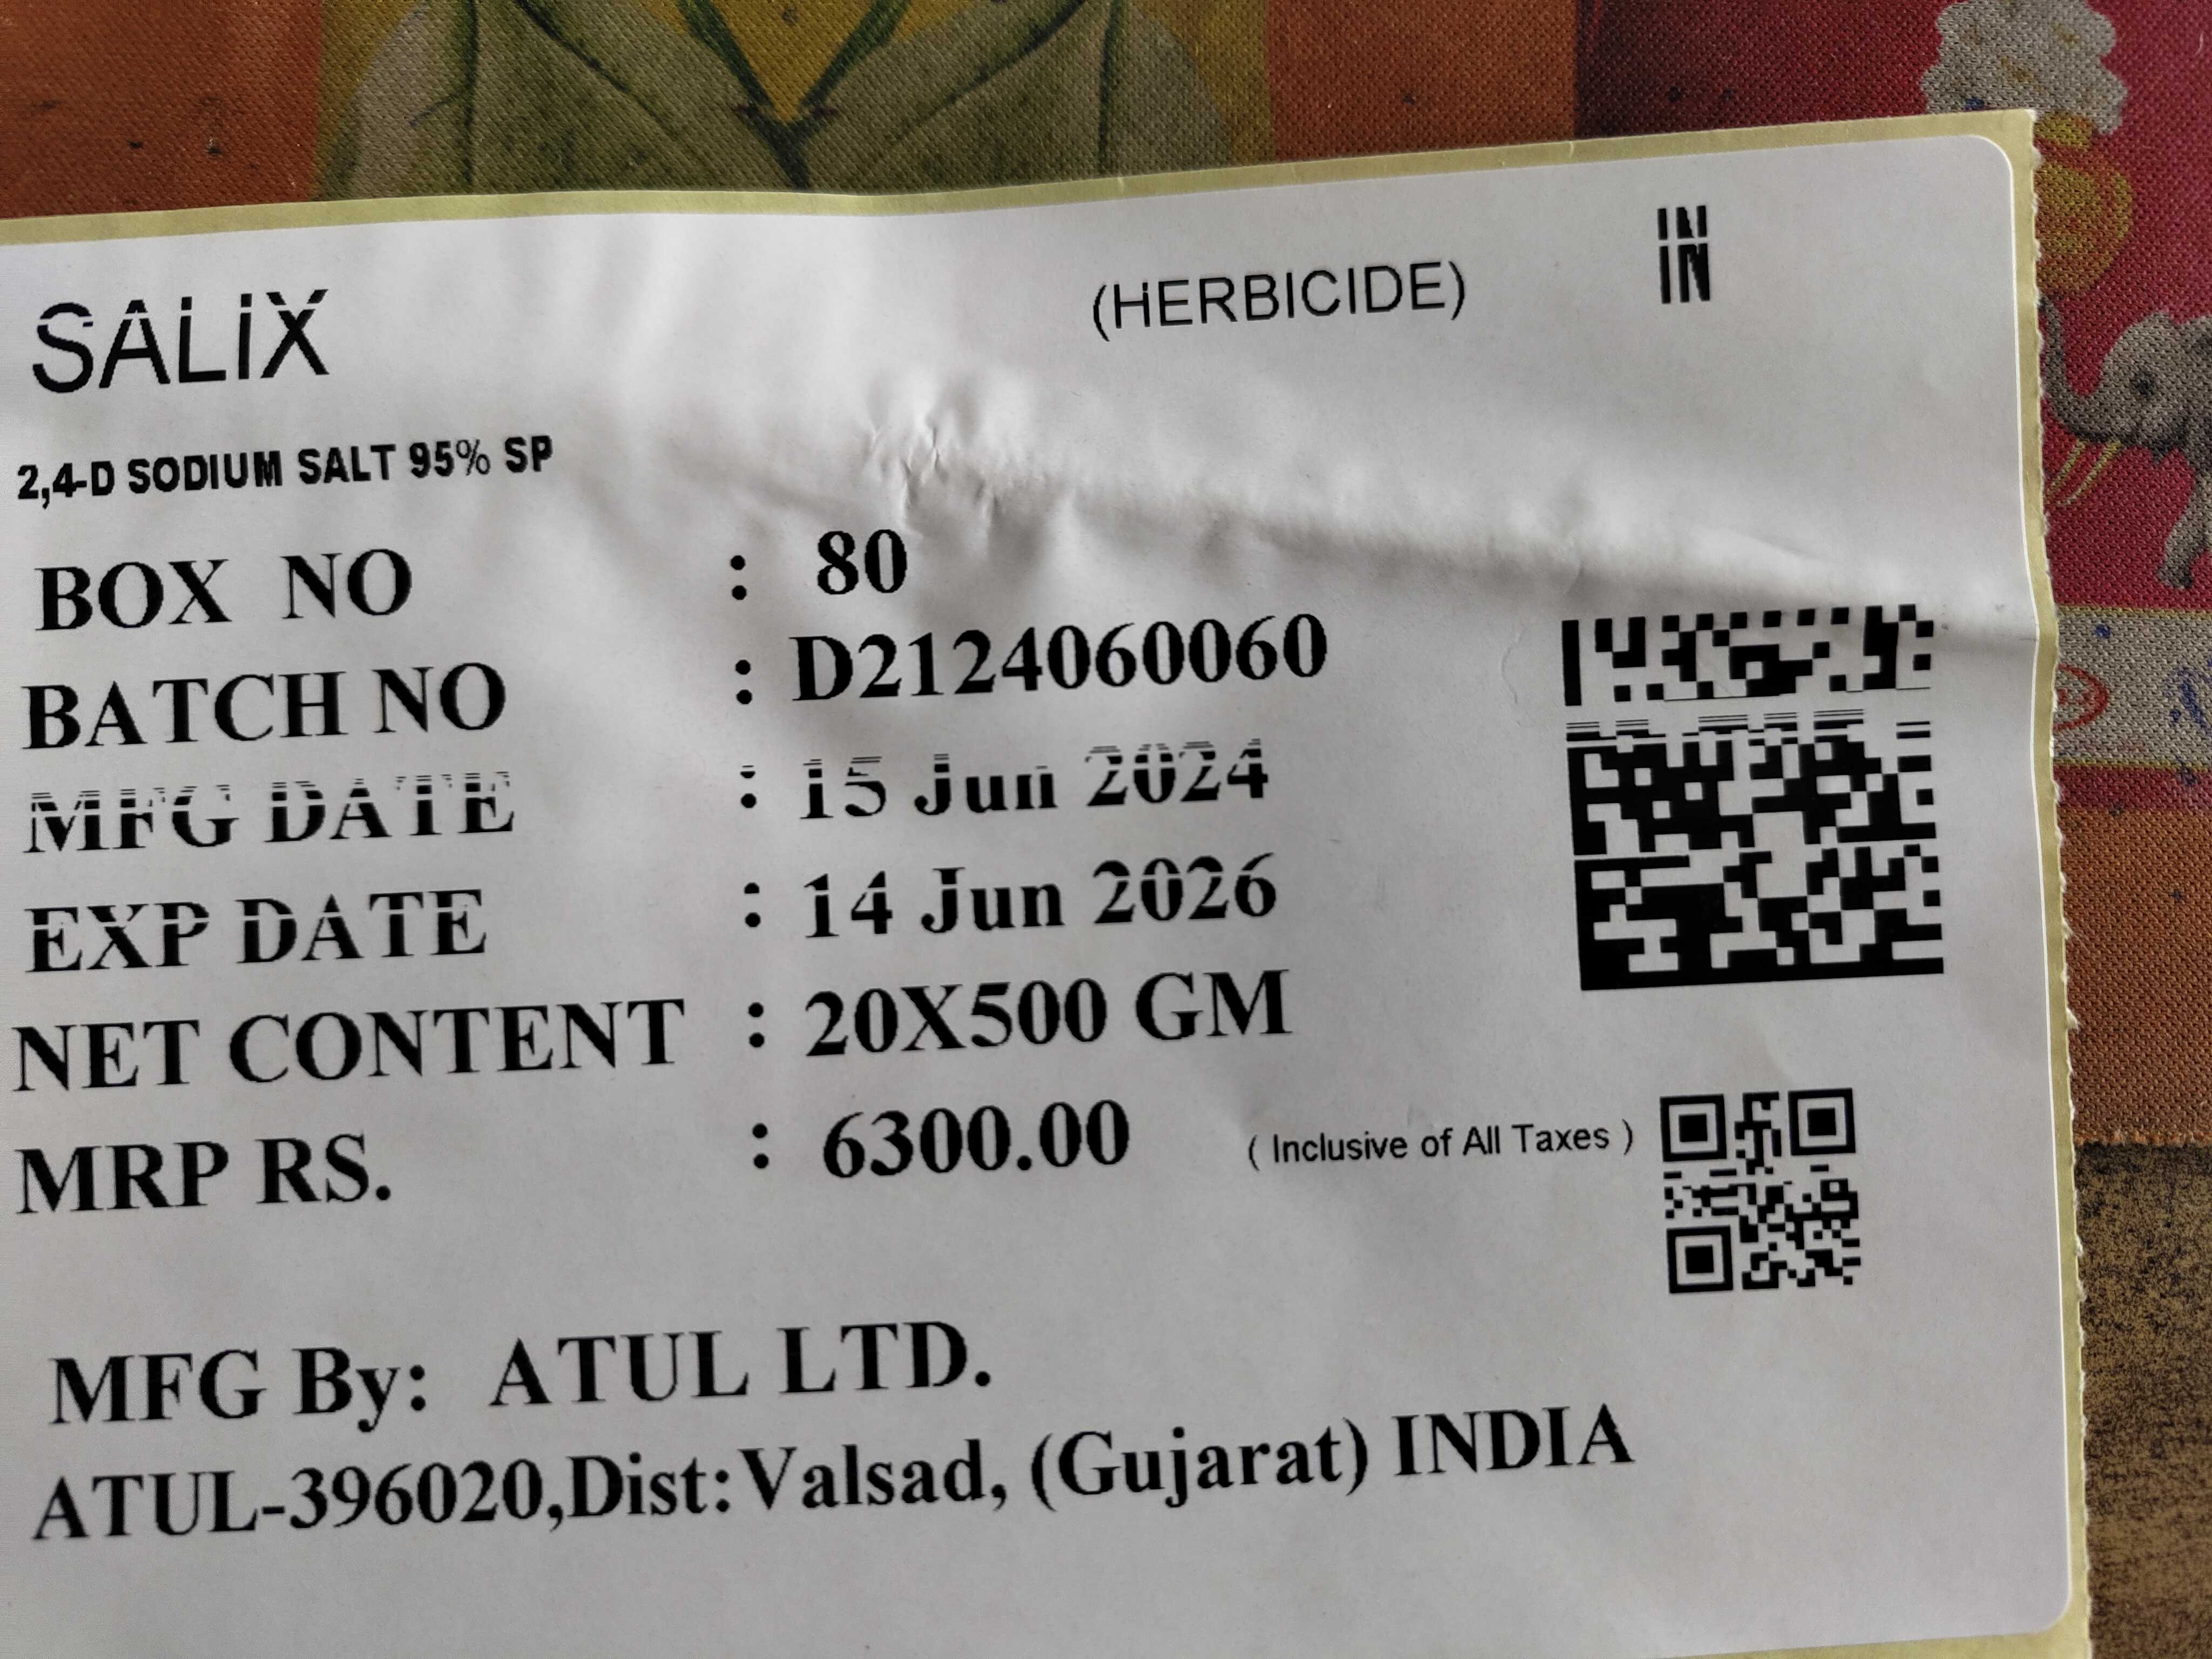 SALIX (HERBICIDE) IN
2,4-D SODIUM SALT 95% SP
BOX NO : 80
BATCH NO : D2124060060
MFG DATE : 15 Jun 2024
EXP DATE : 14 Jun 2026
NET CONTENT : 20X500 GM
MRP RS. : 6300.00 ( Inclusive of All Taxes )
MFG By: ATUL LTD.
ATUL-396020,Dist:Valsad, (Gujarat) INDIA